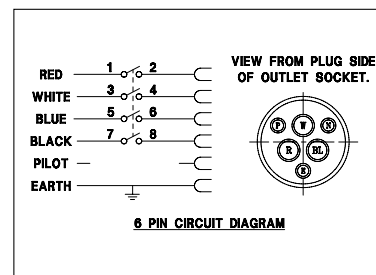 VIEW FROM PLUG SIDE
OF OUTLET SOCKET.
RED 1 2
WHITE 3 4
BLUE 5 6
BLACK 7 8
PILOT
EARTH
P W N
R BL
E
6 PIN CIRCUIT DIAGRAM